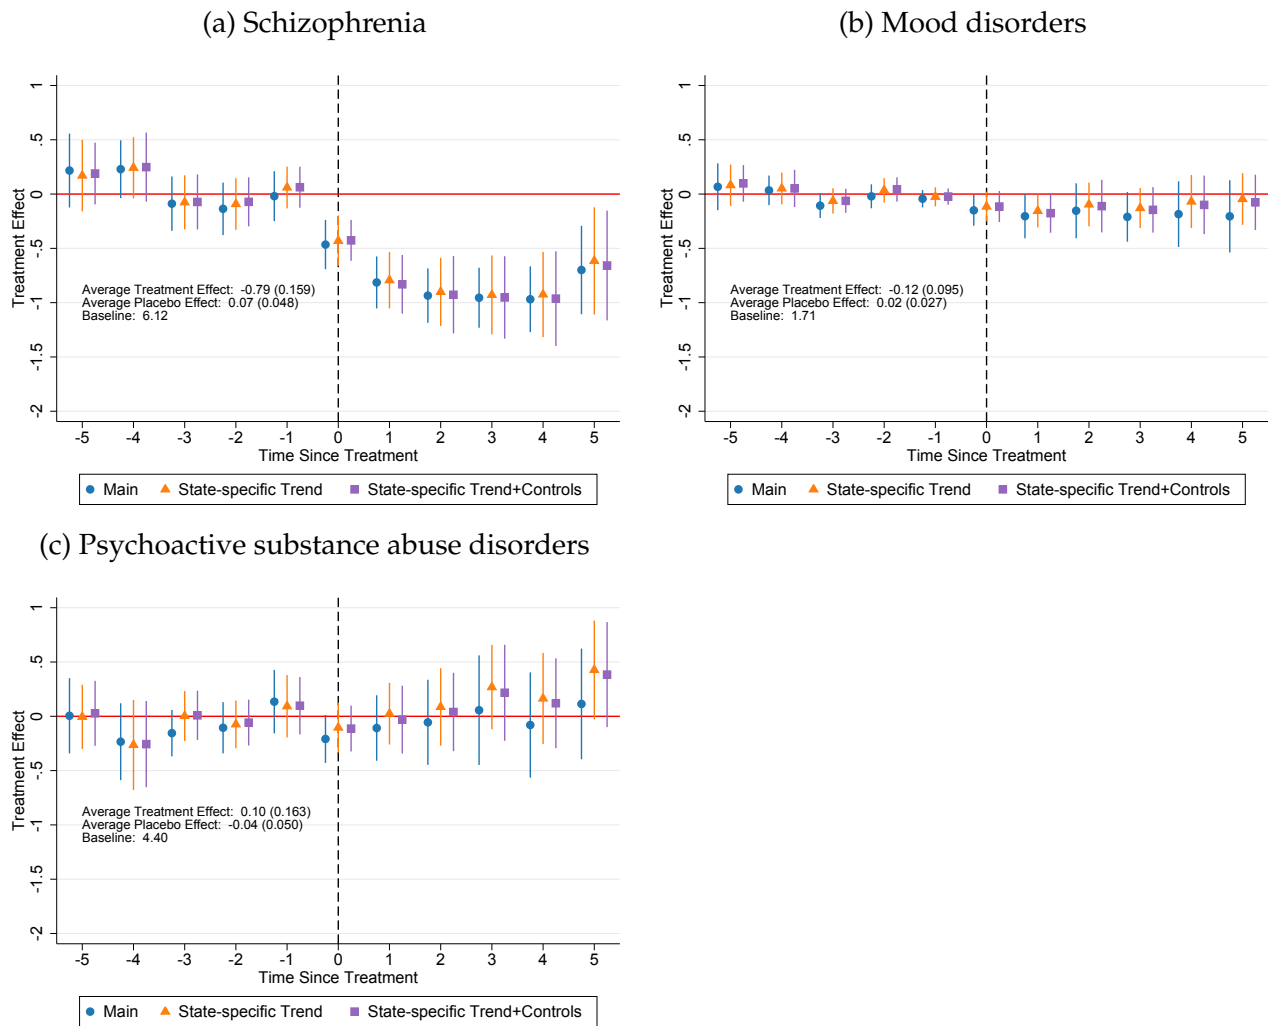 (a) Schizophrenia
1
.5
0
-.5
-1
-1.5
-2
Treatment Effect
Average Treatment Effect: -0.79 (0.159)
Average Placebo Effect: 0.07 (0.048)
Baseline: 6.12
-5 -4 -3 -2 -1 0 1 2 3 4 5
Time Since Treatment
Main State-specific Trend State-specific Trend+Controls
(b) Mood disorders
1
.5
0
-.5
-1
-1.5
-2
Treatment Effect
Average Treatment Effect: -0.12 (0.095)
Average Placebo Effect: 0.02 (0.027)
Baseline: 1.71
-5 -4 -3 -2 -1 0 1 2 3 4 5
Time Since Treatment
Main State-specific Trend State-specific Trend+Controls
(c) Psychoactive substance abuse disorders
1
.5
0
-.5
-1
-1.5
-2
Treatment Effect
Average Treatment Effect: 0.10 (0.163)
Average Placebo Effect: -0.04 (0.050)
Baseline: 4.40
-5 -4 -3 -2 -1 0 1 2 3 4 5
Time Since Treatment
Main State-specific Trend State-specific Trend+Controls